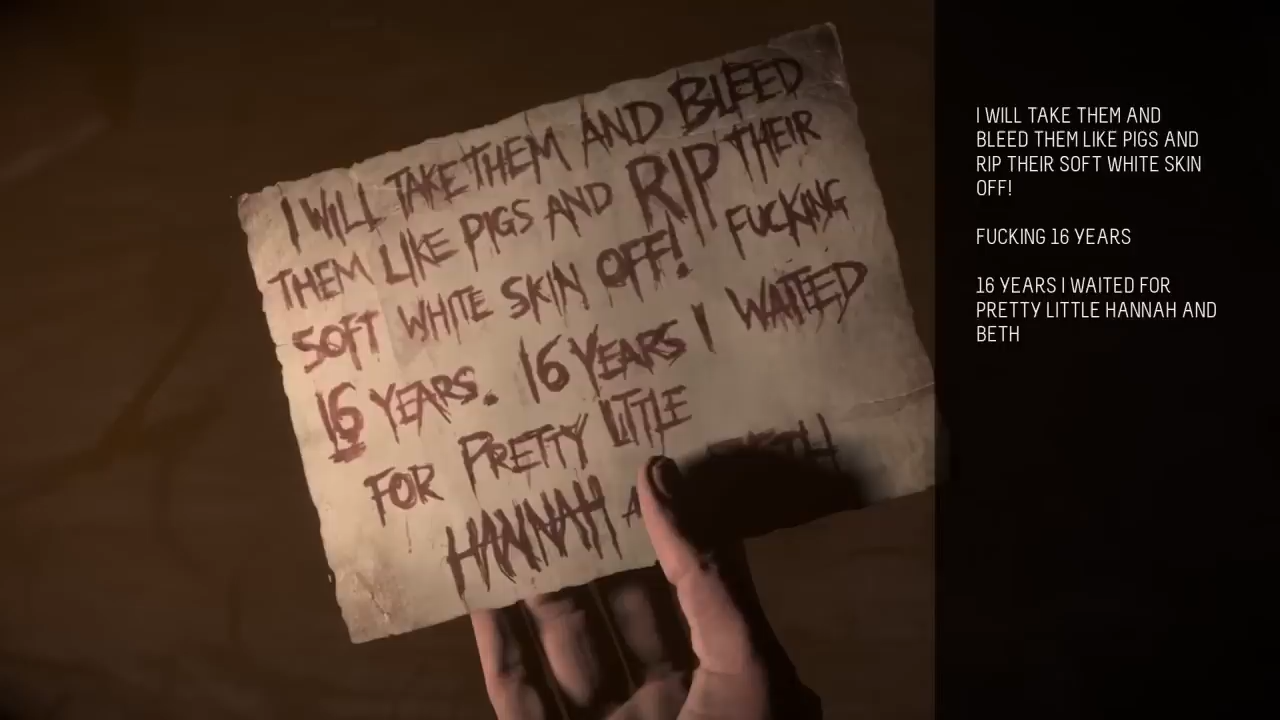 I WILL TAKE THEM AND BLEED
THEM LIKE PIGS AND RIP THEIR
SOFT WHITE SKIN OFF! FUCKING
16 YEARS. 16 YEARS I WAITED
FOR PRETTY LITTLE
HANNAH A BETH
I WILL TAKE THEM AND
BLEED THEM LIKE PIGS AND
RIP THEIR SOFT WHITE SKIN
OFF!
FUCKING 16 YEARS
16 YEARS I WAITED FOR
PRETTY LITTLE HANNAH AND
BETH